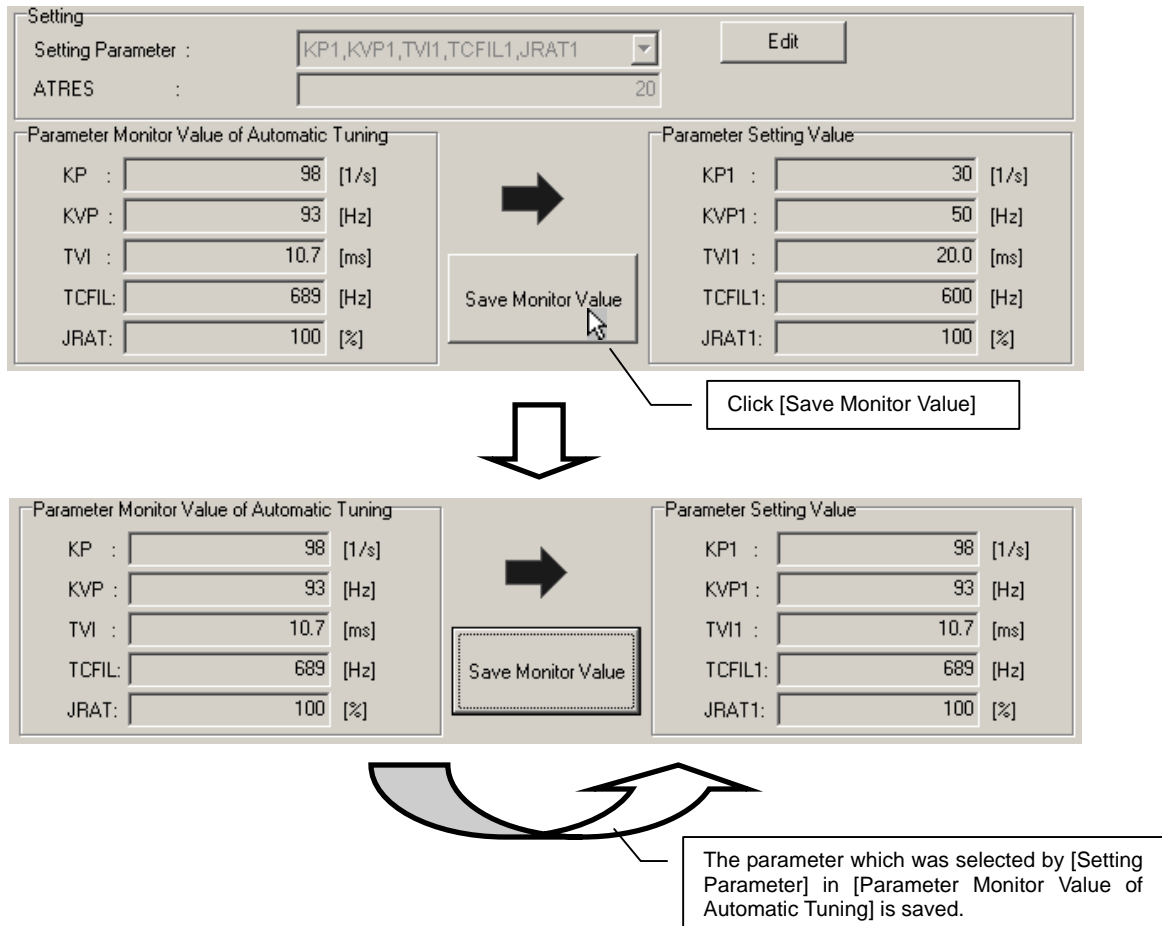 Setting
Setting Parameter : KP1,KVP1,TVI1,TCFIL1,JRAT1 Edit
ATRES : 20
Parameter Monitor Value of Automatic Tuning
KP : 98 [1/s]
KVP : 93 [Hz]
TVI : 10.7 [ms]
TCFIL: 689 [Hz]
JRAT: 100 [%]
Save Monitor Value
Parameter Setting Value
KP1 : 30 [1/s]
KVP1 : 50 [Hz]
TVI1 : 20.0 [ms]
TCFIL1: 600 [Hz]
JRAT1: 100 [%]
Click [Save Monitor Value]
Parameter Monitor Value of Automatic Tuning
KP : 98 [1/s]
KVP : 93 [Hz]
TVI : 10.7 [ms]
TCFIL: 689 [Hz]
JRAT: 100 [%]
Save Monitor Value
Parameter Setting Value
KP1 : 98 [1/s]
KVP1 : 93 [Hz]
TVI1 : 10.7 [ms]
TCFIL1: 689 [Hz]
JRAT1: 100 [%]
The parameter which was selected by [Setting
Parameter] in [Parameter Monitor Value of
Automatic Tuning] is saved.